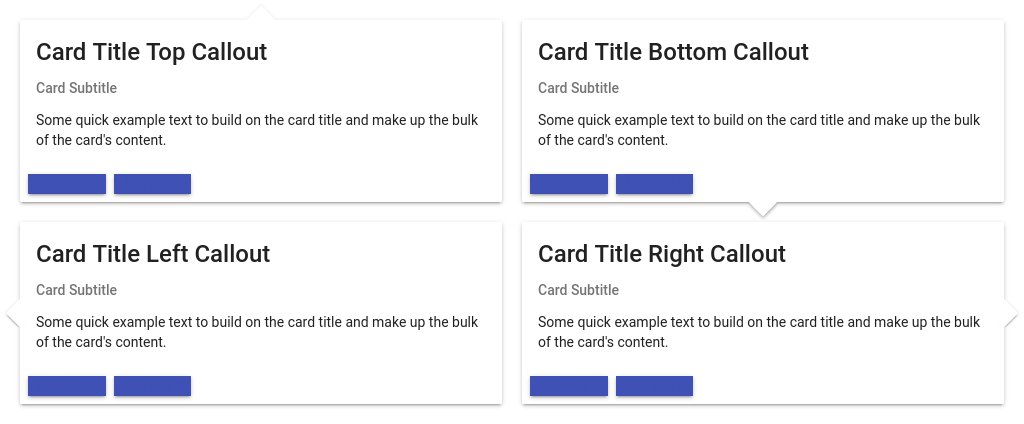 Card Title Top Callout
Card Subtitle
Some quick example text to build on the card title and make up the bulk
of the card's content.
Card Title Bottom Callout
Card Subtitle
Some quick example text to build on the card title and make up the bulk
of the card's content.
Card Title Left Callout
Card Subtitle
Some quick example text to build on the card title and make up the bulk
of the card's content.
Card Title Right Callout
Card Subtitle
Some quick example text to build on the card title and make up the bulk
of the card's content.